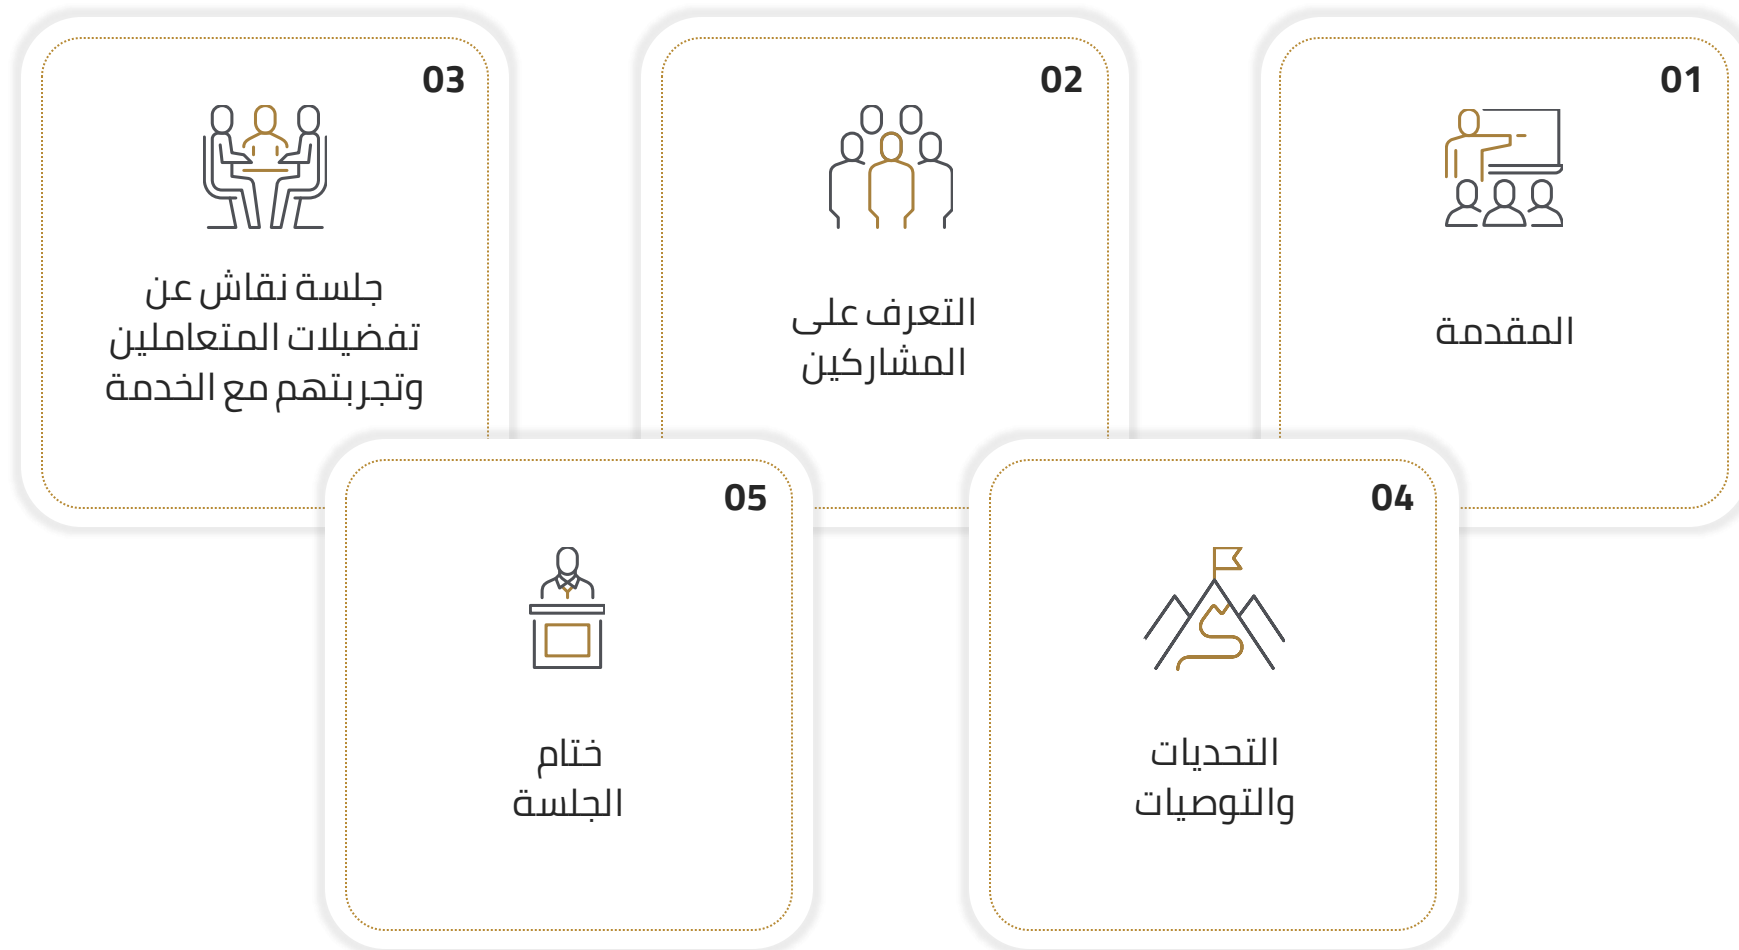 01
المقدمة
02
التعرف على
المشاركين
03
جلسة نقاش عن
تفضيلات المتعاملين
وتجربتهم مع الخدمة
04
التحديات
والتوصيات
05
ختام
الجلسة